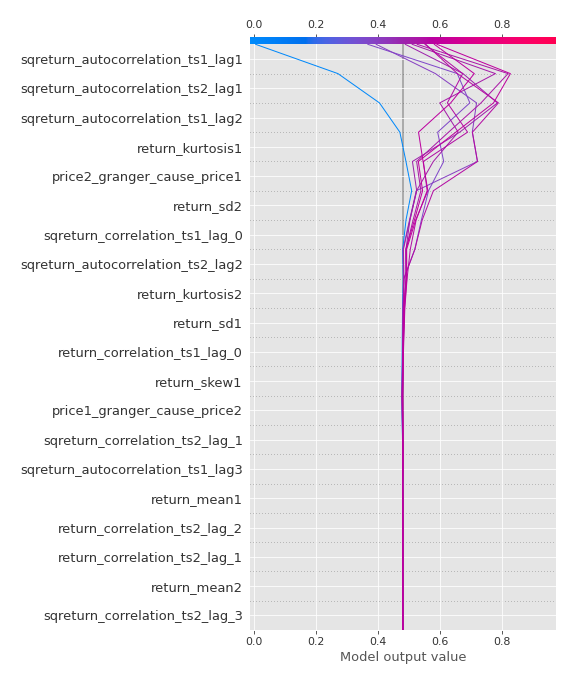 0.0 0.2 0.4 0.6 0.8
sqreturn_autocorrelation_ts1_lag1
sqreturn_autocorrelation_ts2_lag1
sqreturn_autocorrelation_ts1_lag2
return_kurtosis1
price2_granger_cause_price1
return_sd2
sqreturn_correlation_ts1_lag_0
sqreturn_autocorrelation_ts2_lag2
return_kurtosis2
return_sd1
return_correlation_ts1_lag_0
return_skew1
price1_granger_cause_price2
sqreturn_correlation_ts2_lag_1
sqreturn_autocorrelation_ts1_lag3
return_mean1
return_correlation_ts2_lag_2
return_correlation_ts2_lag_1
return_mean2
sqreturn_correlation_ts2_lag_3
0.0 0.2 0.4 0.6 0.8
Model output value